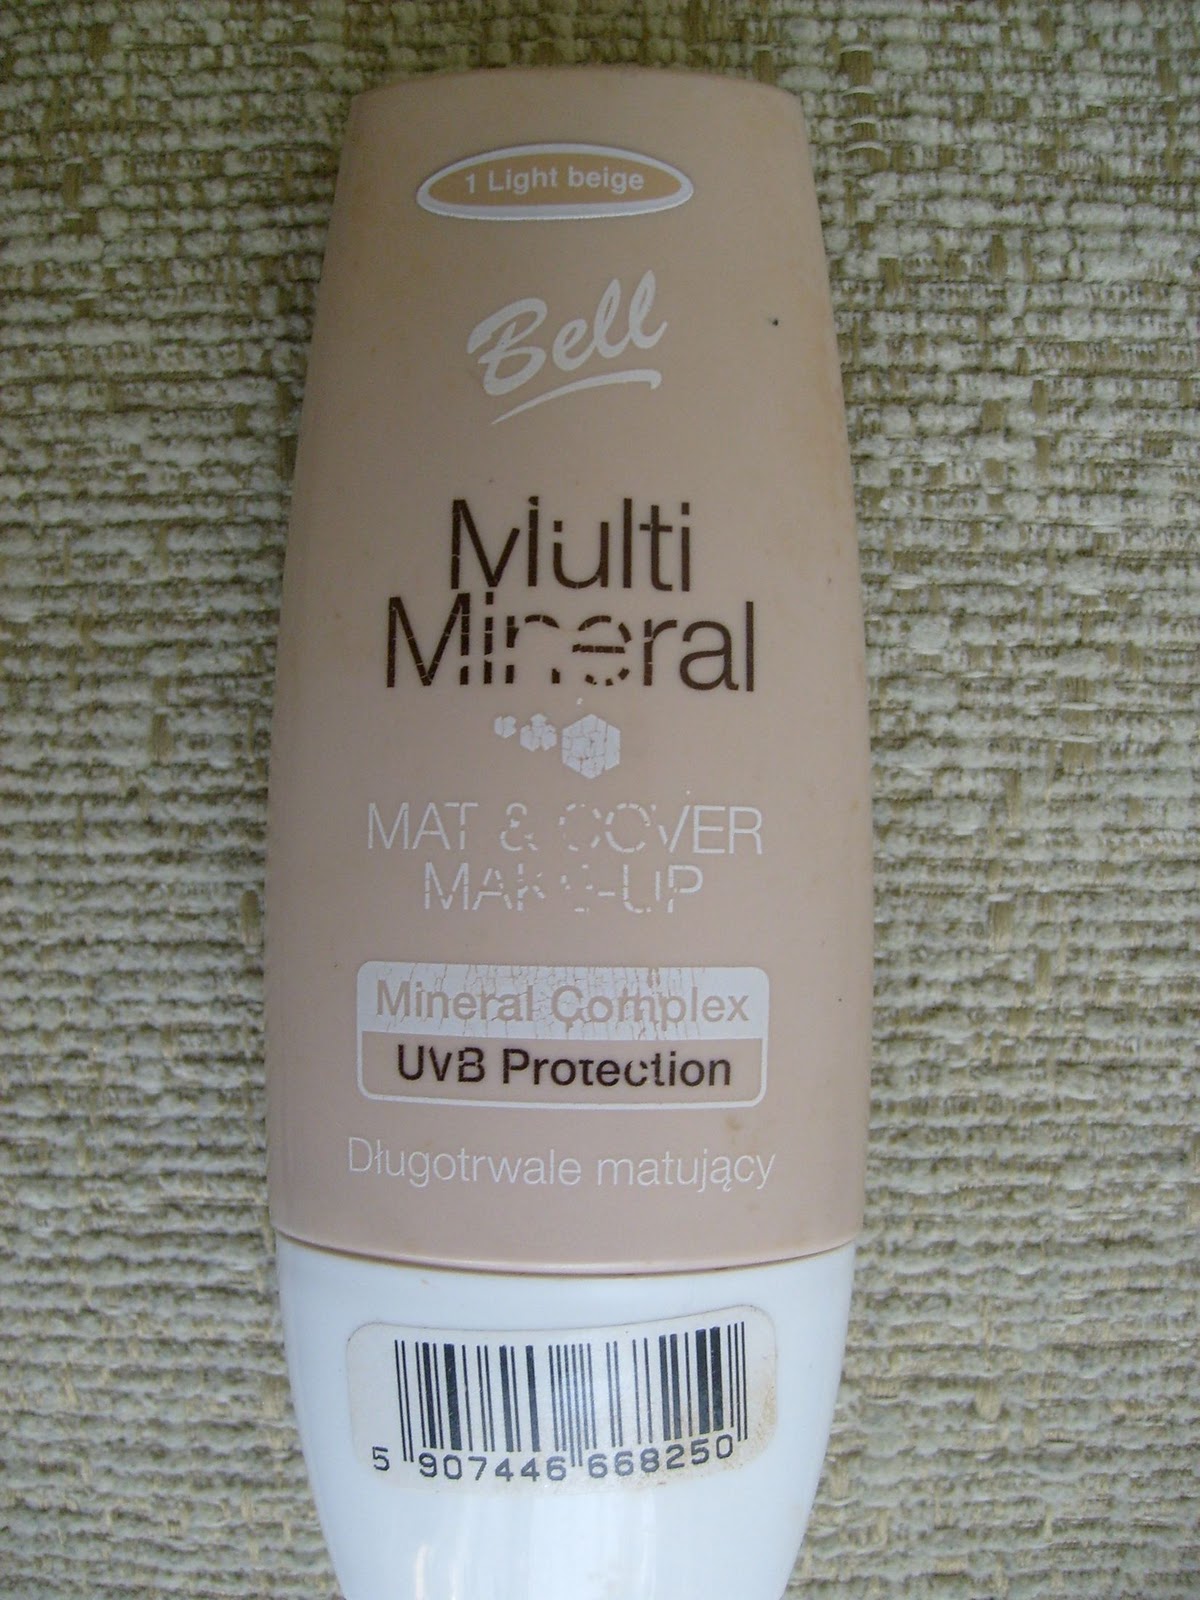 1 Light beige
Bell
Multi
Mineral
MAT & COVER
MAKE-UP
Mineral Complex
UVB Protection
Długotrwale matujący
5 907446 668250